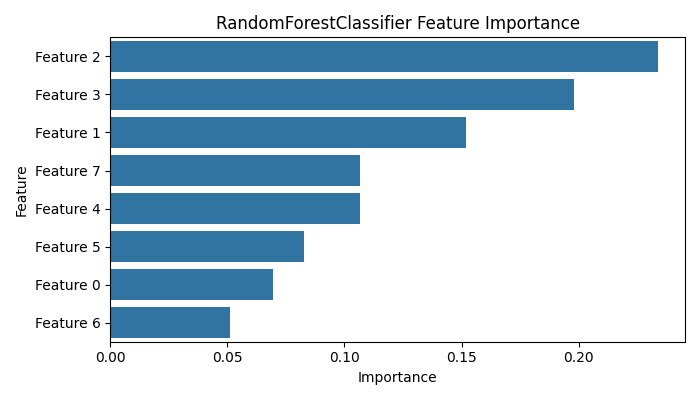 RandomForestClassifier Feature Importance
Feature 2
Feature 3
Feature 1
Feature 7
Feature 4
Feature 5
Feature 0
Feature 6
Feature
0.00 0.05 0.10 0.15 0.20
Importance